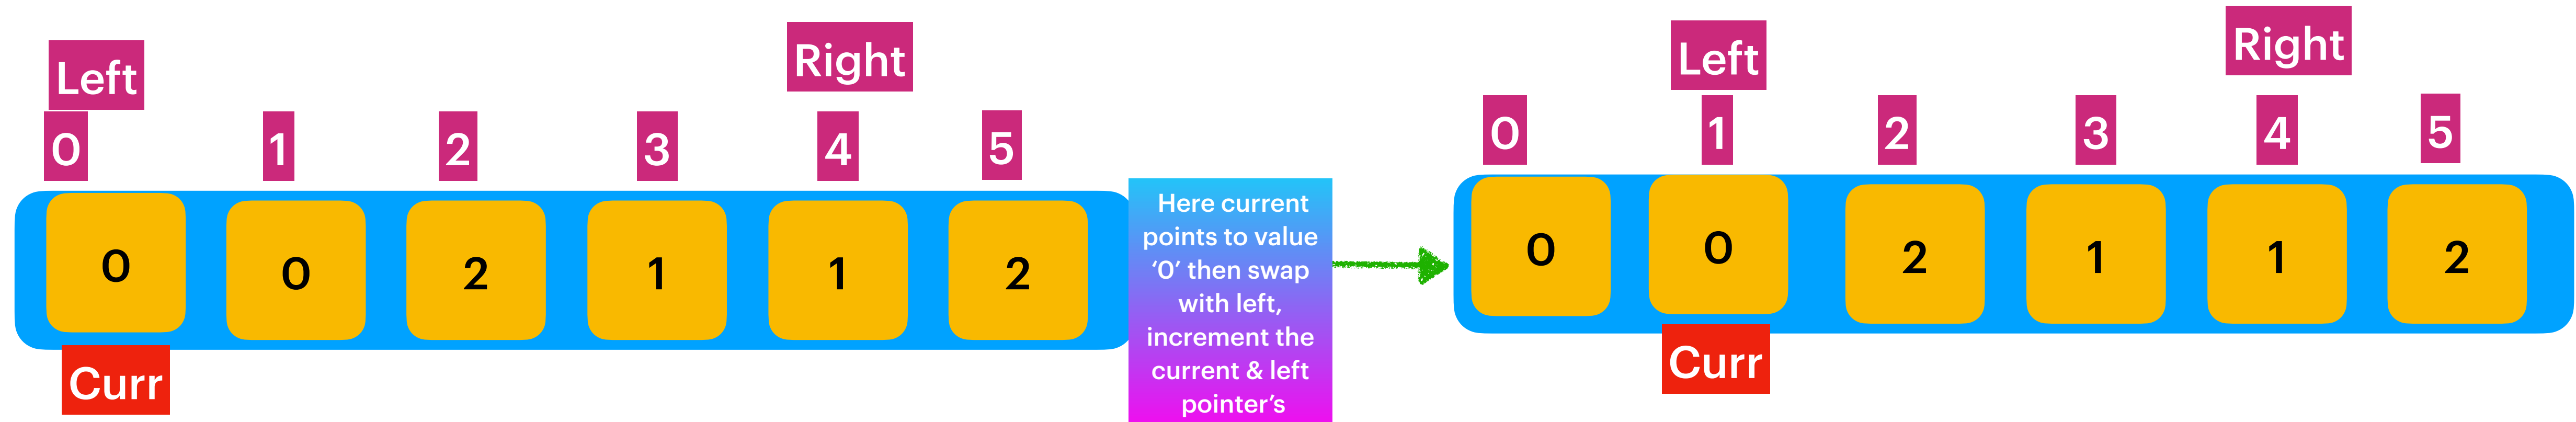 Left
Right
0 1 2 3 4 5
0 0 2 1 1 2
Curr
Here current
points to value
‘0’ then swap
with left,
increment the
current & left
pointer’s
Left
Right
0 1 2 3 4 5
0 0 2 1 1 2
Curr